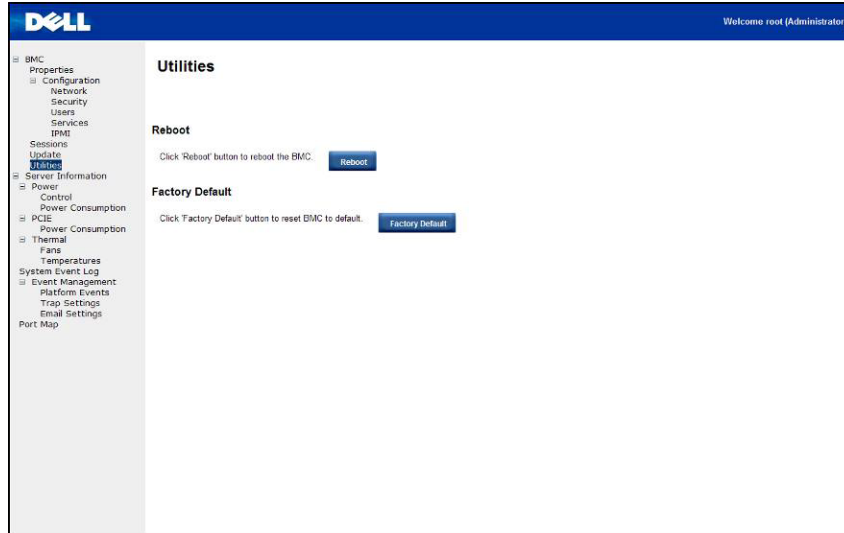 DELL
Welcome root (Administrator
BMC
Properties
Configuration
Network
Security
Users
Services
IPMI
Sessions
Update
Utilities
Server Information
Power
Control
Power Consumption
PCIE
Power Consumption
Thermal
Fans
Temperatures
System Event Log
Event Management
Platform Events
Trap Settings
Email Settings
Port Map
Utilities
Reboot
Click 'Reboot' button to reboot the BMC.
Reboot
Factory Default
Click 'Factory Default' button to reset BMC to default.
Factory Default